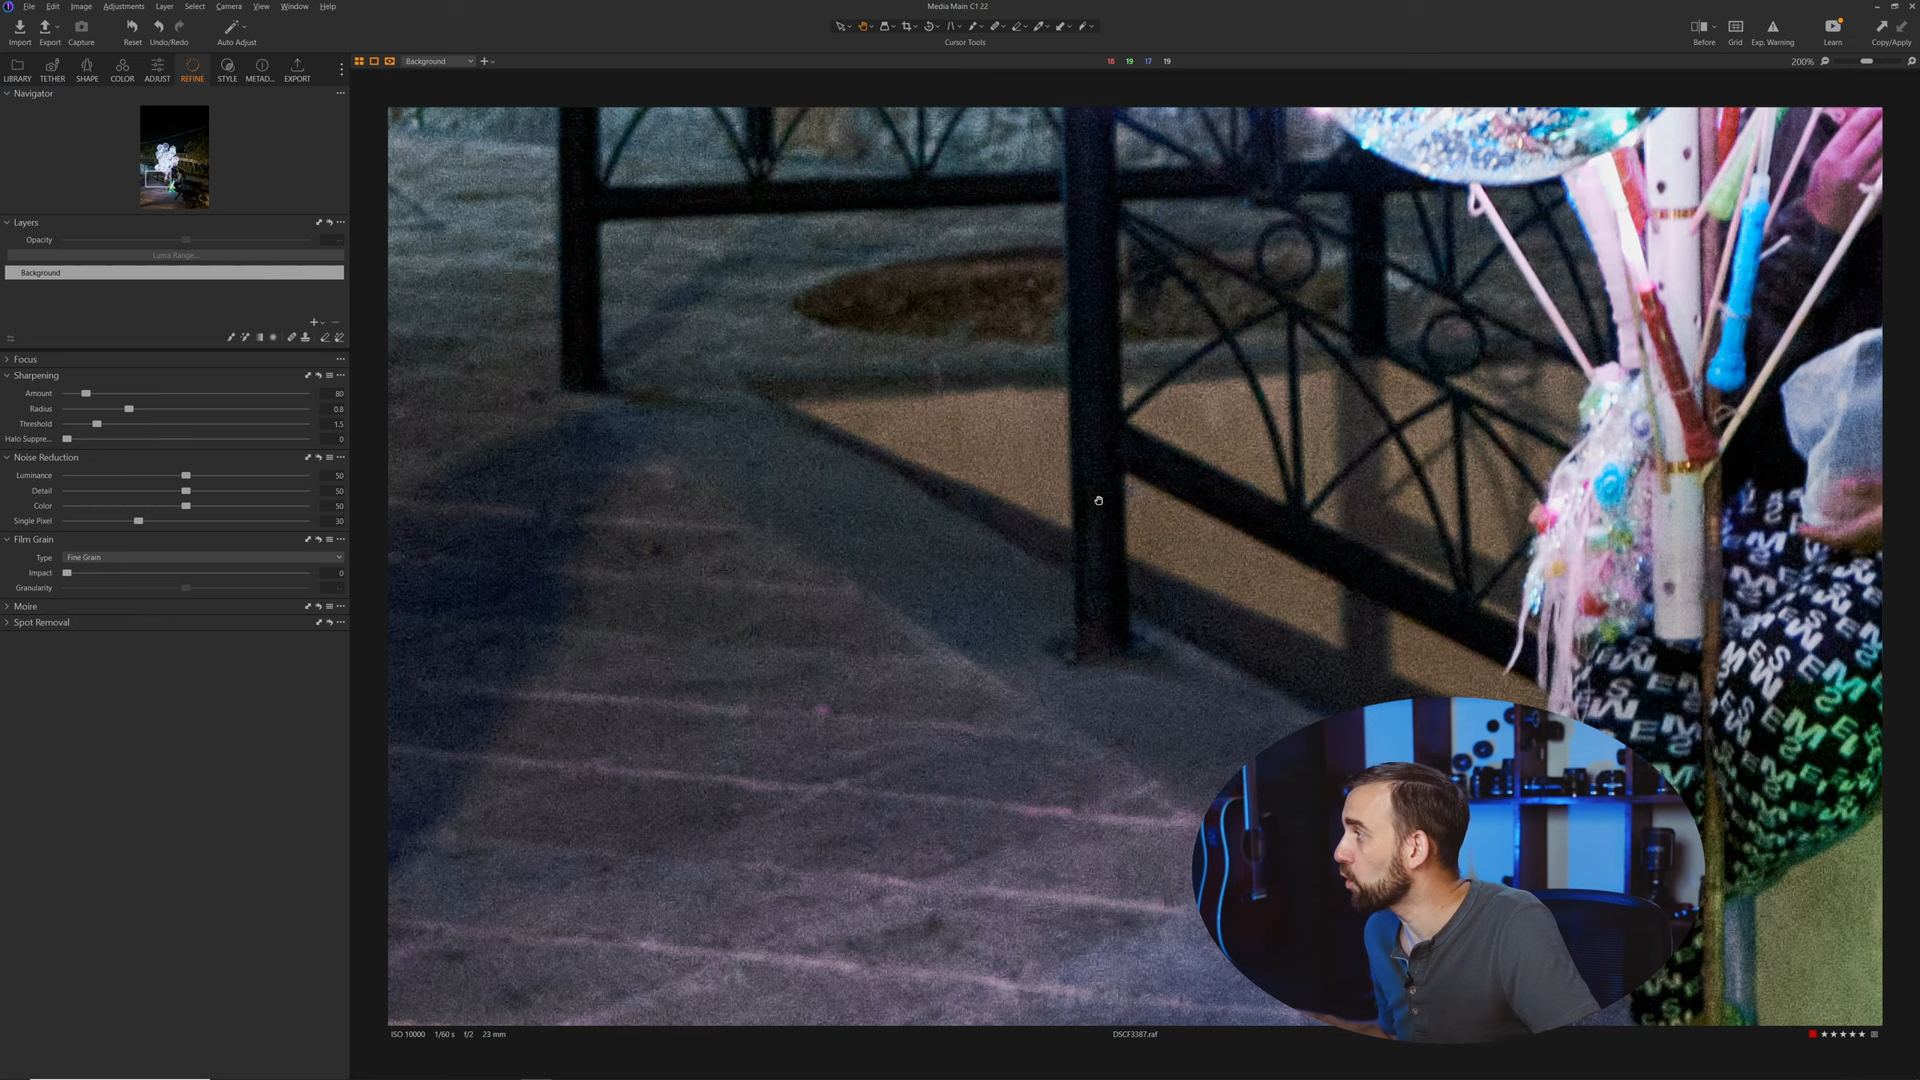 File Edit Image Adjustments Layer Select Camera View Window Help
Media Main C1 22
Import Export Capture Reset Undo/Redo Auto Adjust
Cursor Tools
Before Grid Exp. Warning Learn Copy/Apply
LIBRARY TETHER SHAPE COLOR ADJUST REFINE STYLE METAD... EXPORT
Background
18 19 17 19
200%
Navigator
Layers
Opacity
Luma Range...
Background
Focus
Sharpening
Amount 80
Radius 0.8
Threshold 1.5
Halo Suppre... 0
Noise Reduction
Luminance 50
Detail 50
Color 50
Single Pixel 30
Film Grain
Type Fine Grain
Impact 0
Granularity
Moire
Spot Removal
ISO 10000 1/60 s f/2 23 mm
DSCF3387.raf